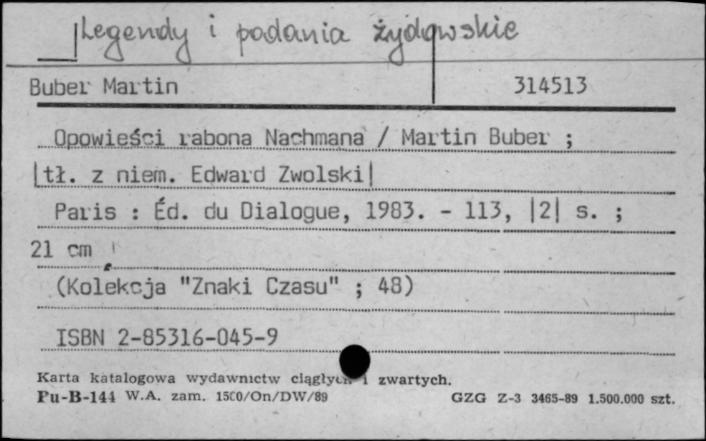 Legendy i podania żydowskie
Buber Martin 314513
Opowieści rabona Nachmana / Martin Buber ;
|tł. z niem. Edward Zwolski|
Paris : Éd. du Dialogue, 1983. - 113, |2| s. ;
21 cm
(Kolekcja "Znaki Czasu" ; 48)
ISBN 2-85316-045-9
Karta katalogowa wydawnictw ciągłych i zwartych.
Pu-B-144 W.A. zam. 1500/On/DW/89 GZG Z-3 3465-89 1.500.000 szt.